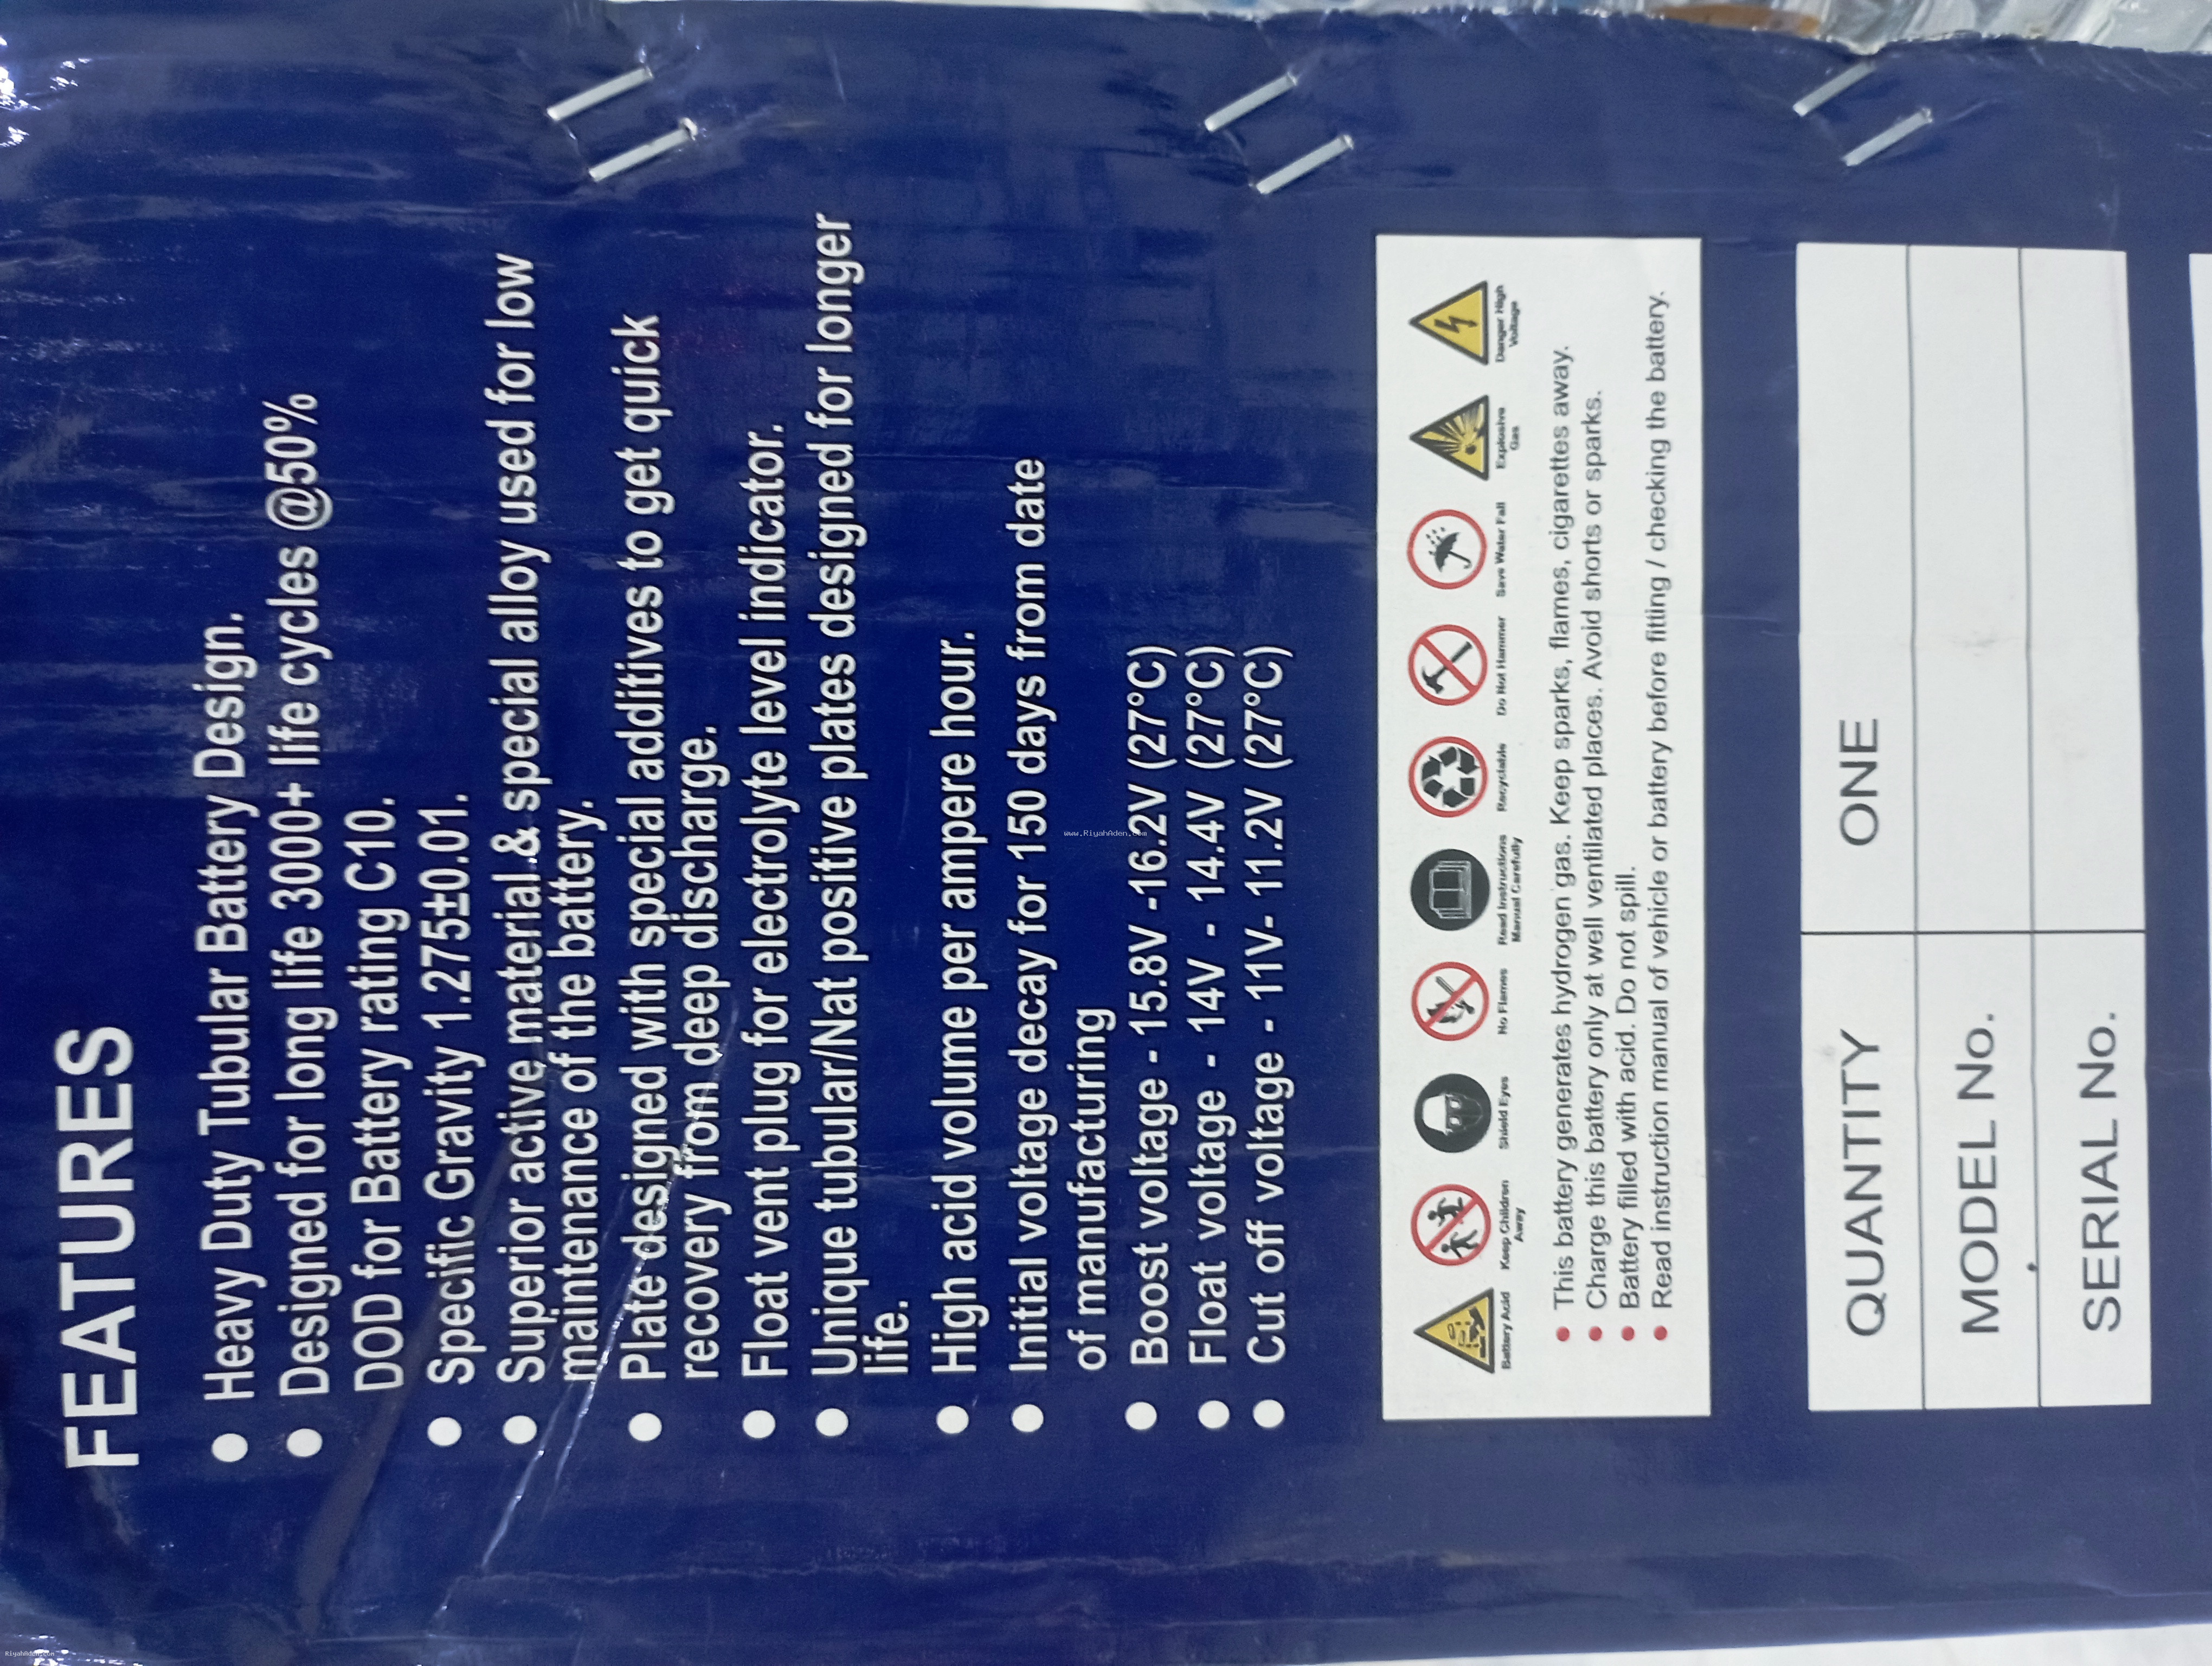 FEATURES
● Heavy Duty Tubular Battery Design.
● Designed for long life 3000+ life cycles @50%
DOD for Battery rating C10.
● Specific Gravity 1.275±0.01.
● Superior active material & special alloy used for low
maintenance of the battery.
● Plate designed with special additives to get quick
recovery from deep discharge.
● Float vent plug for electrolyte level indicator.
● Unique tubular/Nat positive plates designed for longer
life.
● High acid volume per ampere hour.
● Initial voltage decay for 150 days from date
of manufacturing
● Boost voltage - 15.8V -16.2V (27°C)
● Float voltage - 14V - 14.4V (27°C)
● Cut off voltage - 11V- 11.2V (27°C)
Battery Acid
Keep Children
Away
Shield Eyes
No Flames
Read Instructions
Manual Carefully
Recyclable
Do Not Hammer
Save Water Fall
Explosive
Gas
Danger High
Voltage
• This battery generates hydrogen gas. Keep sparks, flames, cigarettes away.
• Charge this battery only at well ventilated places. Avoid shorts or sparks.
• Battery filled with acid. Do not spill.
• Read instruction manual of vehicle or battery before fitting / checking the battery.
QUANTITY ONE
MODEL No.
SERIAL No.
www.RiyahAden.com
RiyahAden.com